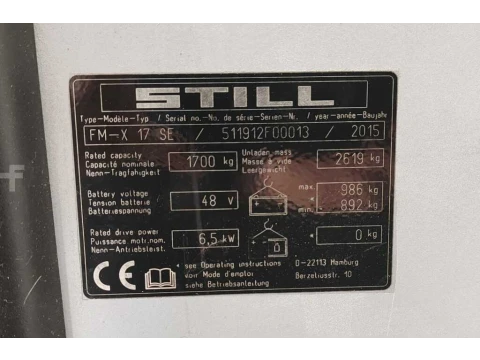 STILL
Type-Modèle-Typ / Serial no.-No. de série-Serien-Nr. / year-année-Baujahr
FM-X 17 SE / 511912F00013 / 2015
Rated capacity
Capacité nominale 1700 kg
Nenn-Tragfähigkeit
Unladen mass
Masse à vide 2619 kg
Leergewicht
Battery voltage
Tension batterie 48 V
Batteriespannung
max. 986 kg
*
min. 892 kg
Rated drive power
Puissance motr.nom. 6,5 kW
Nenn-Antriebsleist.
* 0 kg
CE
* see Operating instructions
voir Mode d'emploi
siehe Betriebsanleitung
D-22113 Hamburg
Berzeliusstr. 10